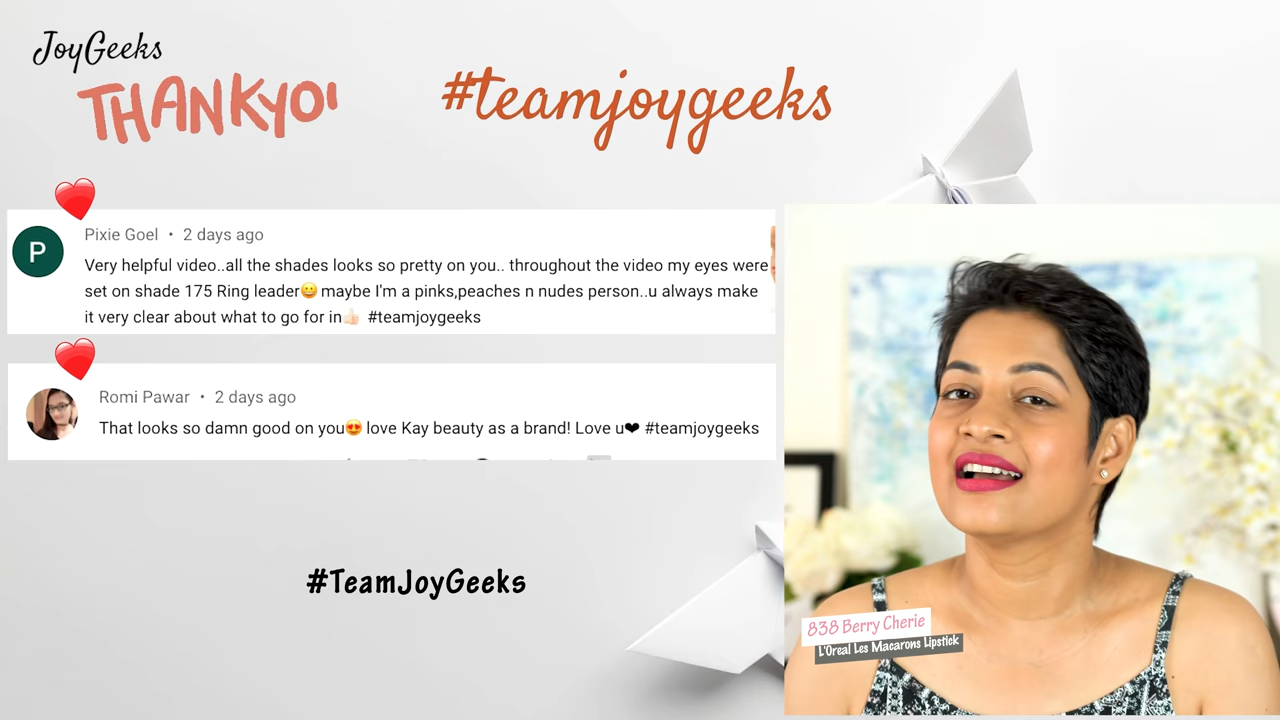 JoyGeeks
THANKYO
#teamjoygeeks
P
Pixie Goel • 2 days ago
Very helpful video..all the shades looks so pretty on you.. throughout the video my eyes were
set on shade 175 Ring leader😀 maybe I'm a pinks,peaches n nudes person..u always make
it very clear about what to go for in👍🏻 #teamjoygeeks
Romi Pawar • 2 days ago
That looks so damn good on you😍 love Kay beauty as a brand! Love u❤ #teamjoygeeks
#TeamJoyGeeks
838 Berry Cherie
L'Oreal Les Macarons Lipstick